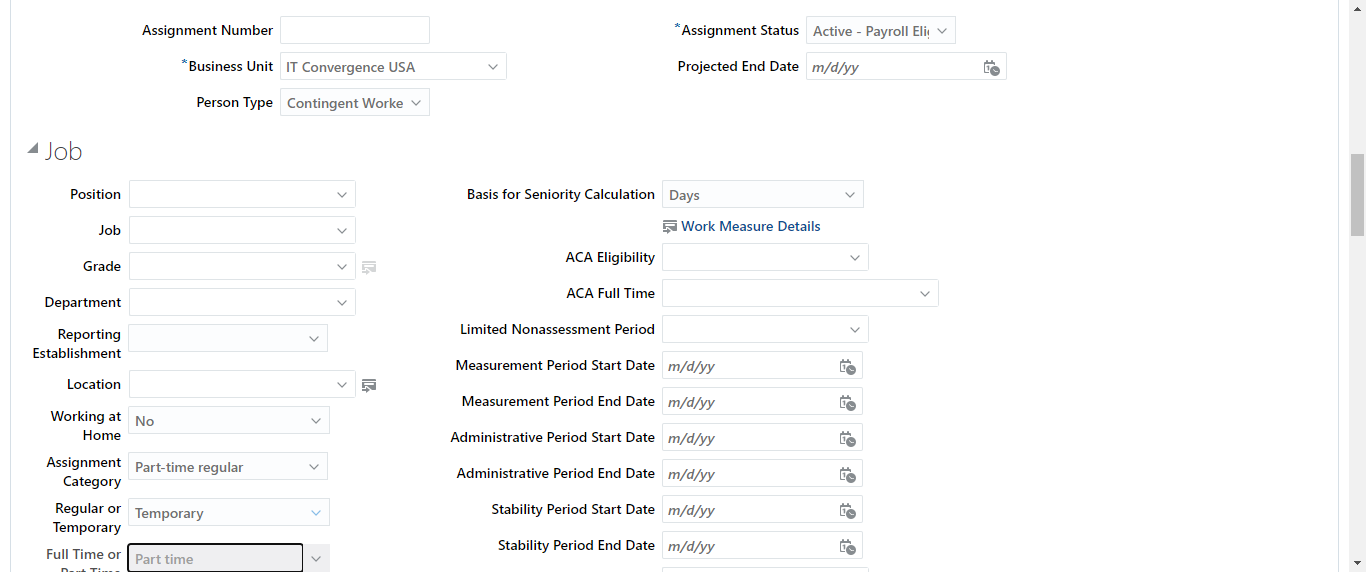 Assignment Number
*Assignment Status Active - Payroll Eli
*Business Unit IT Convergence USA
Projected End Date m/d/yy
Person Type Contingent Worke
Job
Position
Job
Grade
Department
Reporting
Establishment
Location
Working at
Home No
Assignment
Category Part-time regular
Regular or
Temporary Temporary
Full Time or
Part Time Part time
Basis for Seniority Calculation Days
Work Measure Details
ACA Eligibility
ACA Full Time
Limited Nonassessment Period
Measurement Period Start Date m/d/yy
Measurement Period End Date m/d/yy
Administrative Period Start Date m/d/yy
Administrative Period End Date m/d/yy
Stability Period Start Date m/d/yy
Stability Period End Date m/d/yy